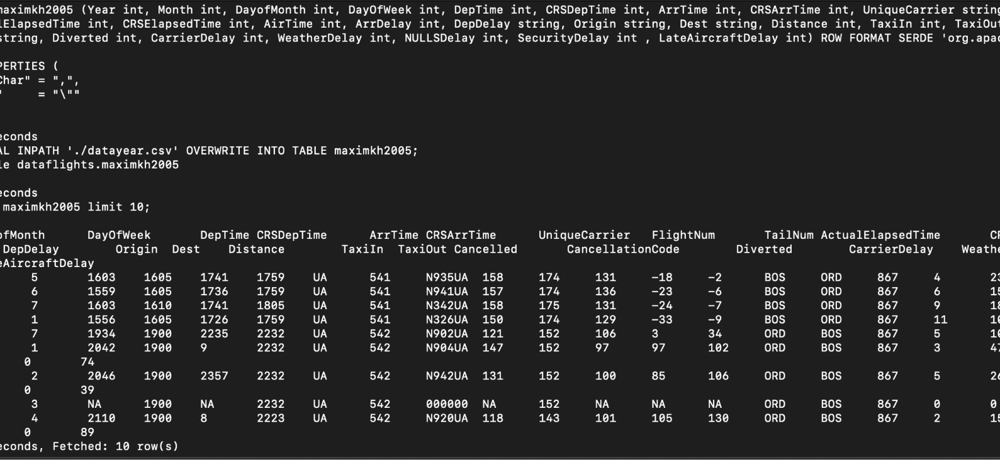 maximkh2005 (Year int, Month int, DayofMonth int, DayOfWeek int, DepTime int, CRSDepTime int, ArrTime int, CRSArrTime int, UniqueCarrier string
lElapsedTime int, CRSElapsedTime int, AirTime int, ArrDelay int, DepDelay string, Origin string, Dest string, Distance int, TaxiIn int, TaxiOut
string, Diverted int, CarrierDelay int, WeatherDelay int, NULLSDelay int, SecurityDelay int , LateAircraftDelay int) ROW FORMAT SERDE 'org.apac
PERTIES (
Char" = ",",
" = "\""
econds
AL INPATH './datayear.csv' OVERWRITE INTO TABLE maximkh2005;
le dataflights.maximkh2005
econds
maximkh2005 limit 10;
ofMonth DayOfWeek DepTime CRSDepTime ArrTime CRSArrTime UniqueCarrier FlightNum TailNum ActualElapsedTime CR
DepDelay Origin Dest Distance TaxiIn TaxiOut Cancelled CancellationCode Diverted CarrierDelay Weathe
eAircraftDelay
5 1603 1605 1741 1759 UA 541 N935UA 158 174 131 -18 -2 BOS ORD 867 4 23
6 1559 1605 1736 1759 UA 541 N941UA 157 174 136 -23 -6 BOS ORD 867 6 15
7 1603 1610 1741 1805 UA 541 N342UA 158 175 131 -24 -7 BOS ORD 867 9 18
1 1556 1605 1726 1759 UA 541 N326UA 150 174 129 -33 -9 BOS ORD 867 11 10
7 1934 1900 2235 2232 UA 542 N902UA 121 152 106 3 34 ORD BOS 867 5 10
1 2042 1900 9 2232 UA 542 N904UA 147 152 97 97 102 ORD BOS 867 3 47
0 74
2 2046 1900 2357 2232 UA 542 N942UA 131 152 100 85 106 ORD BOS 867 5 26
0 39
3 NA 1900 NA 2232 UA 542 000000 NA 152 NA NA NA ORD BOS 867 0 0
4 2110 1900 8 2223 UA 542 N920UA 118 143 101 105 130 ORD BOS 867 2 15
0 89
econds, Fetched: 10 row(s)